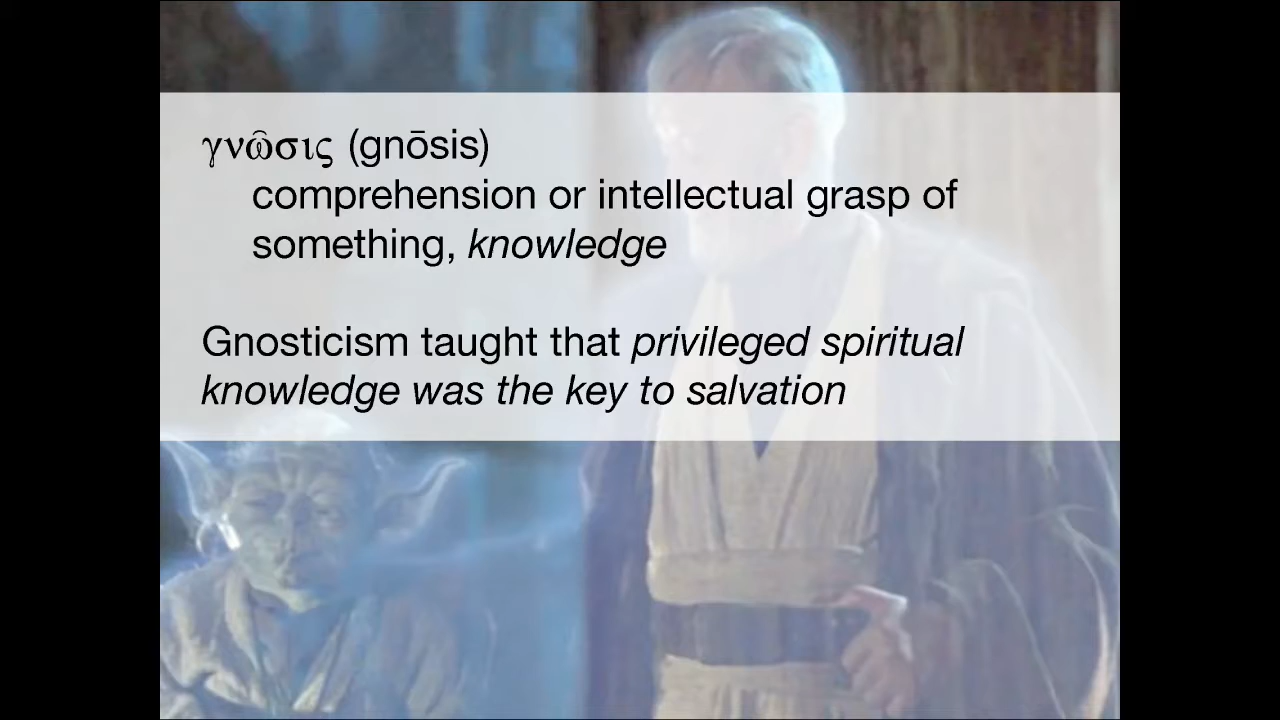 γνῶσις (gnōsis)
comprehension or intellectual grasp of
something, knowledge
Gnosticism taught that privileged spiritual
knowledge was the key to salvation